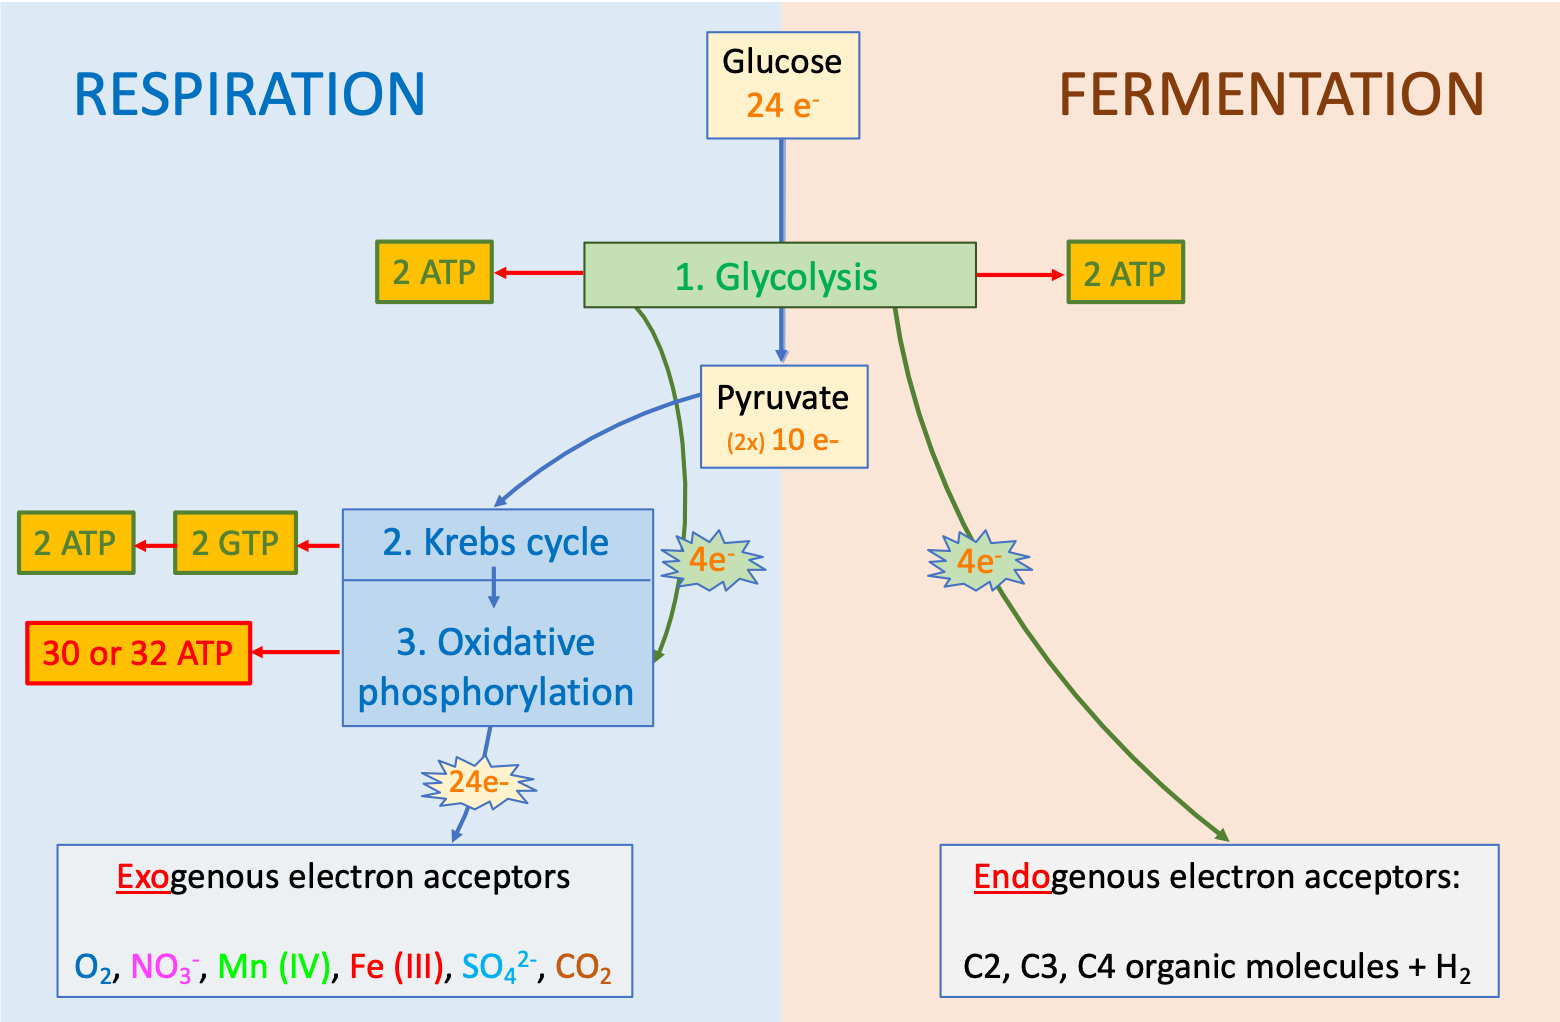 RESPIRATION
FERMENTATION
Glucose
24 e⁻
2 ATP
1. Glycolysis
2 ATP
Pyruvate
(2x) 10 e-
2 ATP
2 GTP
2. Krebs cycle
4e⁻
4e⁻
30 or 32 ATP
3. Oxidative
phosphorylation
24e-
Exogenous electron acceptors
O₂, NO₃⁻, Mn (IV), Fe (III), SO₄²⁻, CO₂
Endogenous electron acceptors:
C2, C3, C4 organic molecules + H₂